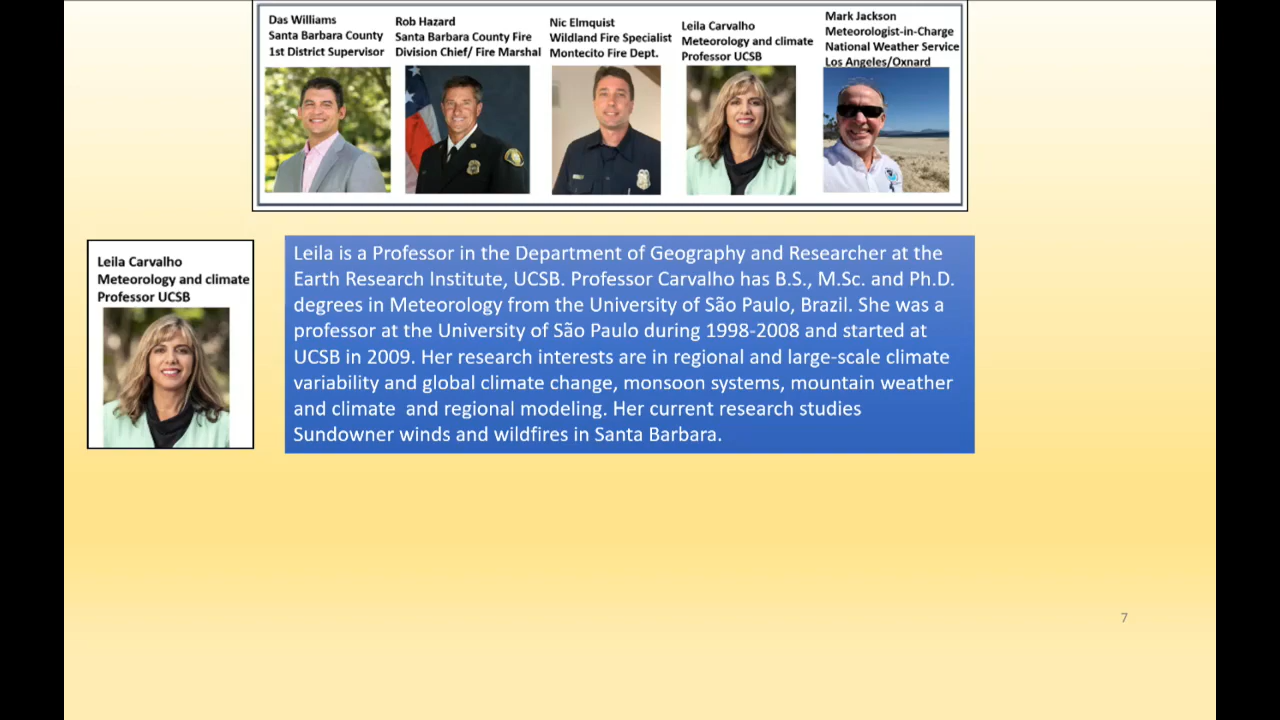 Das Williams
Santa Barbara County
1st District Supervisor
Rob Hazard
Santa Barbara County Fire
Division Chief/ Fire Marshal
Nic Elmquist
Wildland Fire Specialist
Montecito Fire Dept.
Leila Carvalho
Meteorology and climate
Professor UCSB
Mark Jackson
Meteorologist-in-Charge
National Weather Service
Los Angeles/Oxnard
Leila Carvalho
Meteorology and climate
Professor UCSB
Leila is a Professor in the Department of Geography and Researcher at the
Earth Research Institute, UCSB. Professor Carvalho has B.S., M.Sc. and Ph.D.
degrees in Meteorology from the University of São Paulo, Brazil. She was a
professor at the University of São Paulo during 1998-2008 and started at
UCSB in 2009. Her research interests are in regional and large-scale climate
variability and global climate change, monsoon systems, mountain weather
and climate  and regional modeling. Her current research studies
Sundowner winds and wildfires in Santa Barbara.
7